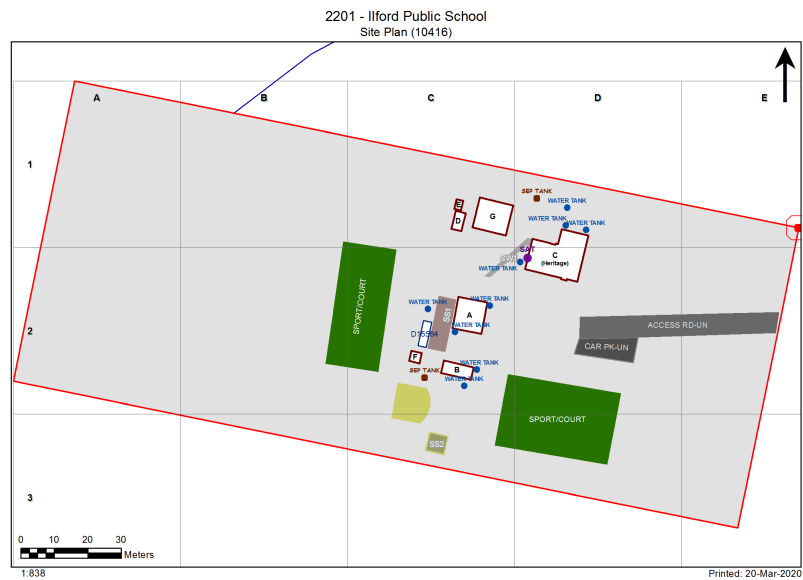 2201 - Ilford Public School
Site Plan (10416)
A
B
C
D
E
1
SEP TANK
WATER TANK
E
D
G
WATER TANK
WATER TANK
SAT
C
(Heritage)
WATER TANK
SPORT/COURT
WATER TANK
WATER TANK
SS1
A
WATER TANK
ACCESS RD-UN
2
CAR PK-UN
F
WATER TANK
SEP TANK
B
WATER TANK
SPORT/COURT
SS2
3
0 10 20 30
Meters
1:838
Printed: 20-Mar-2020